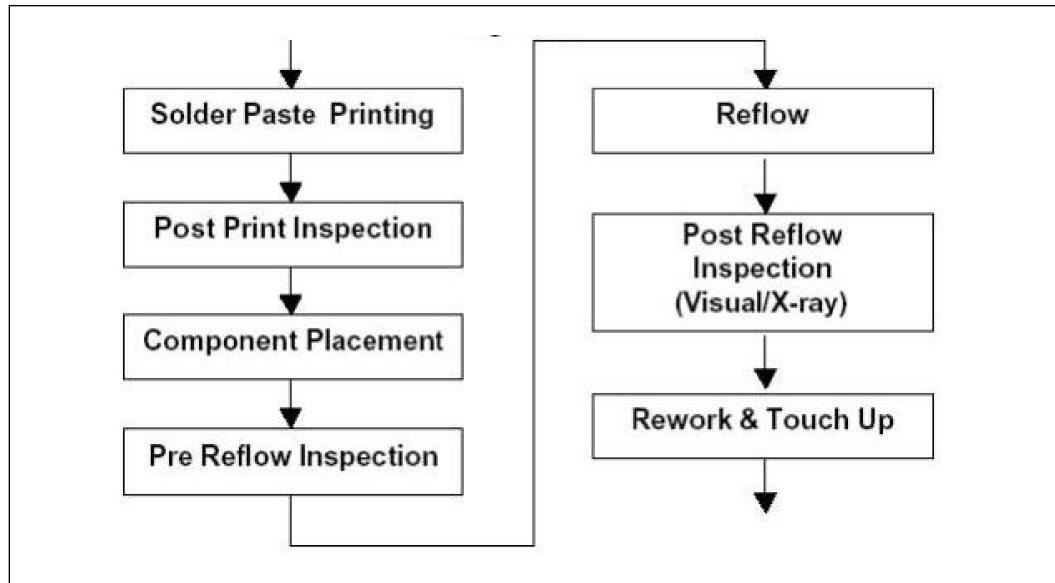 Solder Paste Printing
Post Print Inspection
Component Placement
Pre Reflow Inspection
Reflow
Post Reflow
Inspection
(Visual/X-ray)
Rework & Touch Up